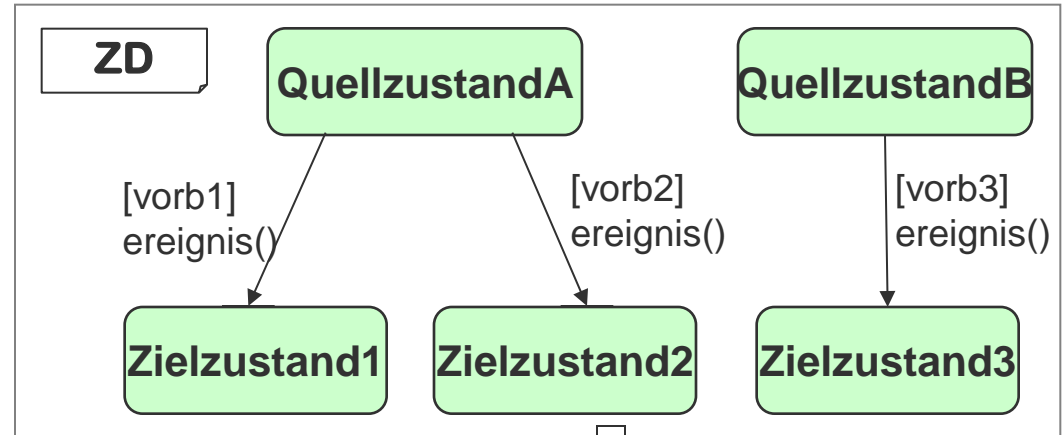 ZD
QuellzustandA
QuellzustandB
[vorb1]
ereignis()
[vorb2]
ereignis()
[vorb3]
ereignis()
Zielzustand1
Zielzustand2
Zielzustand3